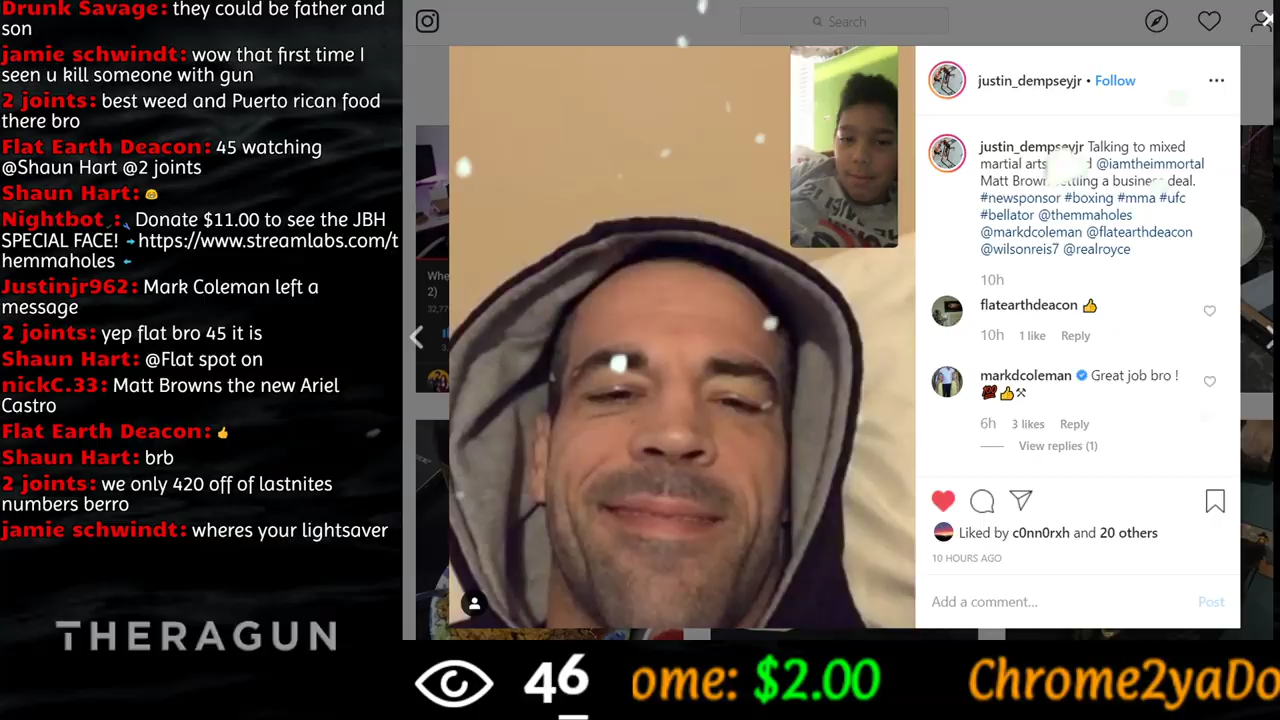 Drunk Savage: they could be father and
son
jamie schwindt: wow that first time I
seen u kill someone with gun
2 joints: best weed and Puerto rican food
there bro
Flat Earth Deacon: 45 watching
@Shaun Hart @2 joints
Shaun Hart:
Nightbot : Donate $11.00 to see the JBH
SPECIAL FACE! https://www.streamlabs.com/t
hemmaholes
Justinjr962: Mark Coleman left a
message
2 joints: yep flat bro 45 it is
Shaun Hart: @Flat spot on
nickC.33: Matt Browns the new Ariel
Castro
Flat Earth Deacon: 👍
Shaun Hart: brb
2 joints: we only 420 off of lastnites
numbers berro
jamie schwindt: wheres your lightsaver
THERAGUN
Search
justin_dempseyjr • Follow
justin_dempseyjr Talking to mixed
martial arts @iamtheimmortal
Matt Brown settling a business deal.
#newsponsor #boxing #mma #ufc
#bellator @themmaholes
@markdcoleman @flatearthdeacon
@wilsonreis7 @realroyce
10h
flatearthdeacon 👍
10h 1 like Reply
markdcoleman Great job bro !
💯👍⚒
6h 3 likes Reply
View replies (1)
Liked by c0nn0rxh and 20 others
10 HOURS AGO
Add a comment... Post
Whe
2)
46 ome: $2.00 Chrome2yaDo